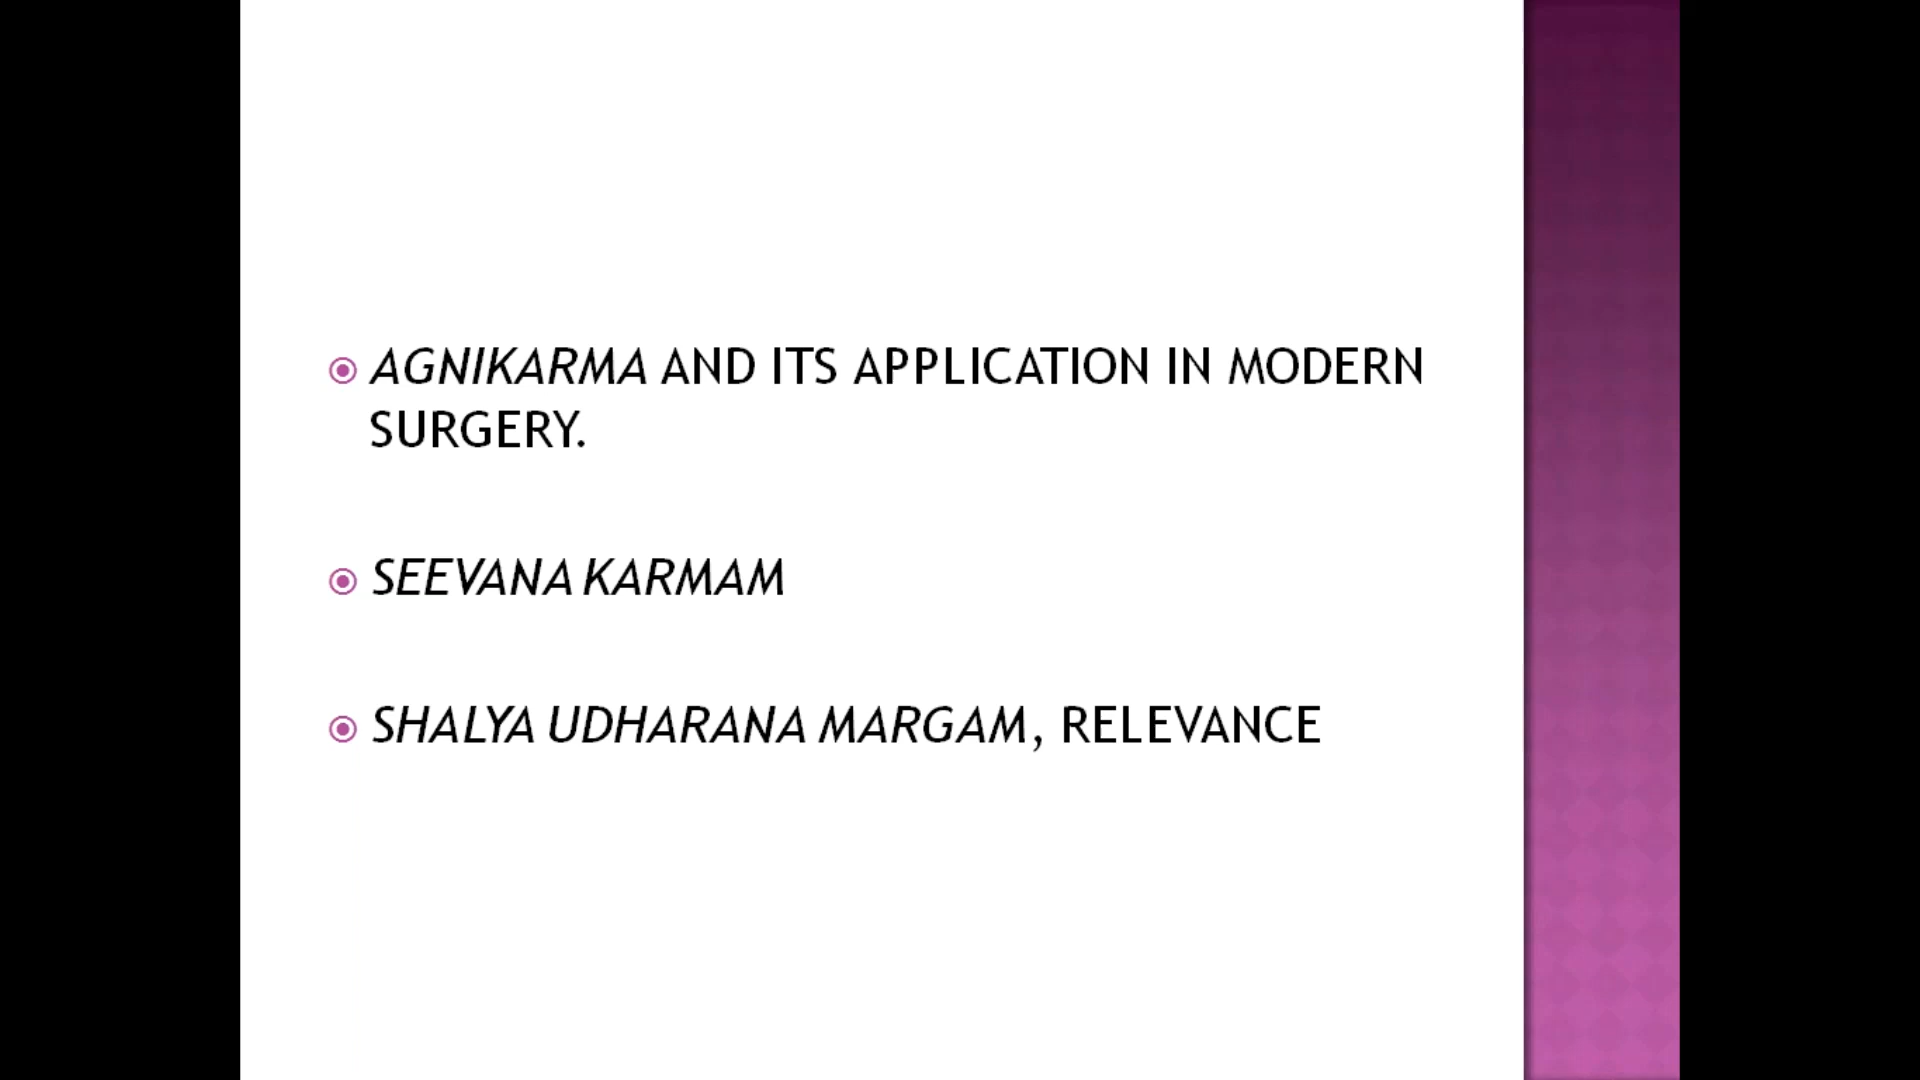 AGNIKARMA AND ITS APPLICATION IN MODERN
SURGERY.
SEEVANA KARMAM
SHALYA UDHARANA MARGAM, RELEVANCE